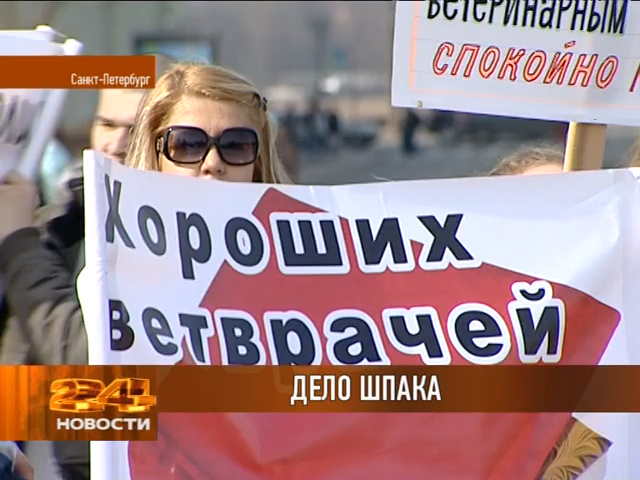 ВЕТЕРИНАРНЫМ
СПОКОЙНО
Санкт-Петербург
Хороших
ветврачей
24
НОВОСТИ
ДЕЛО ШПАКА